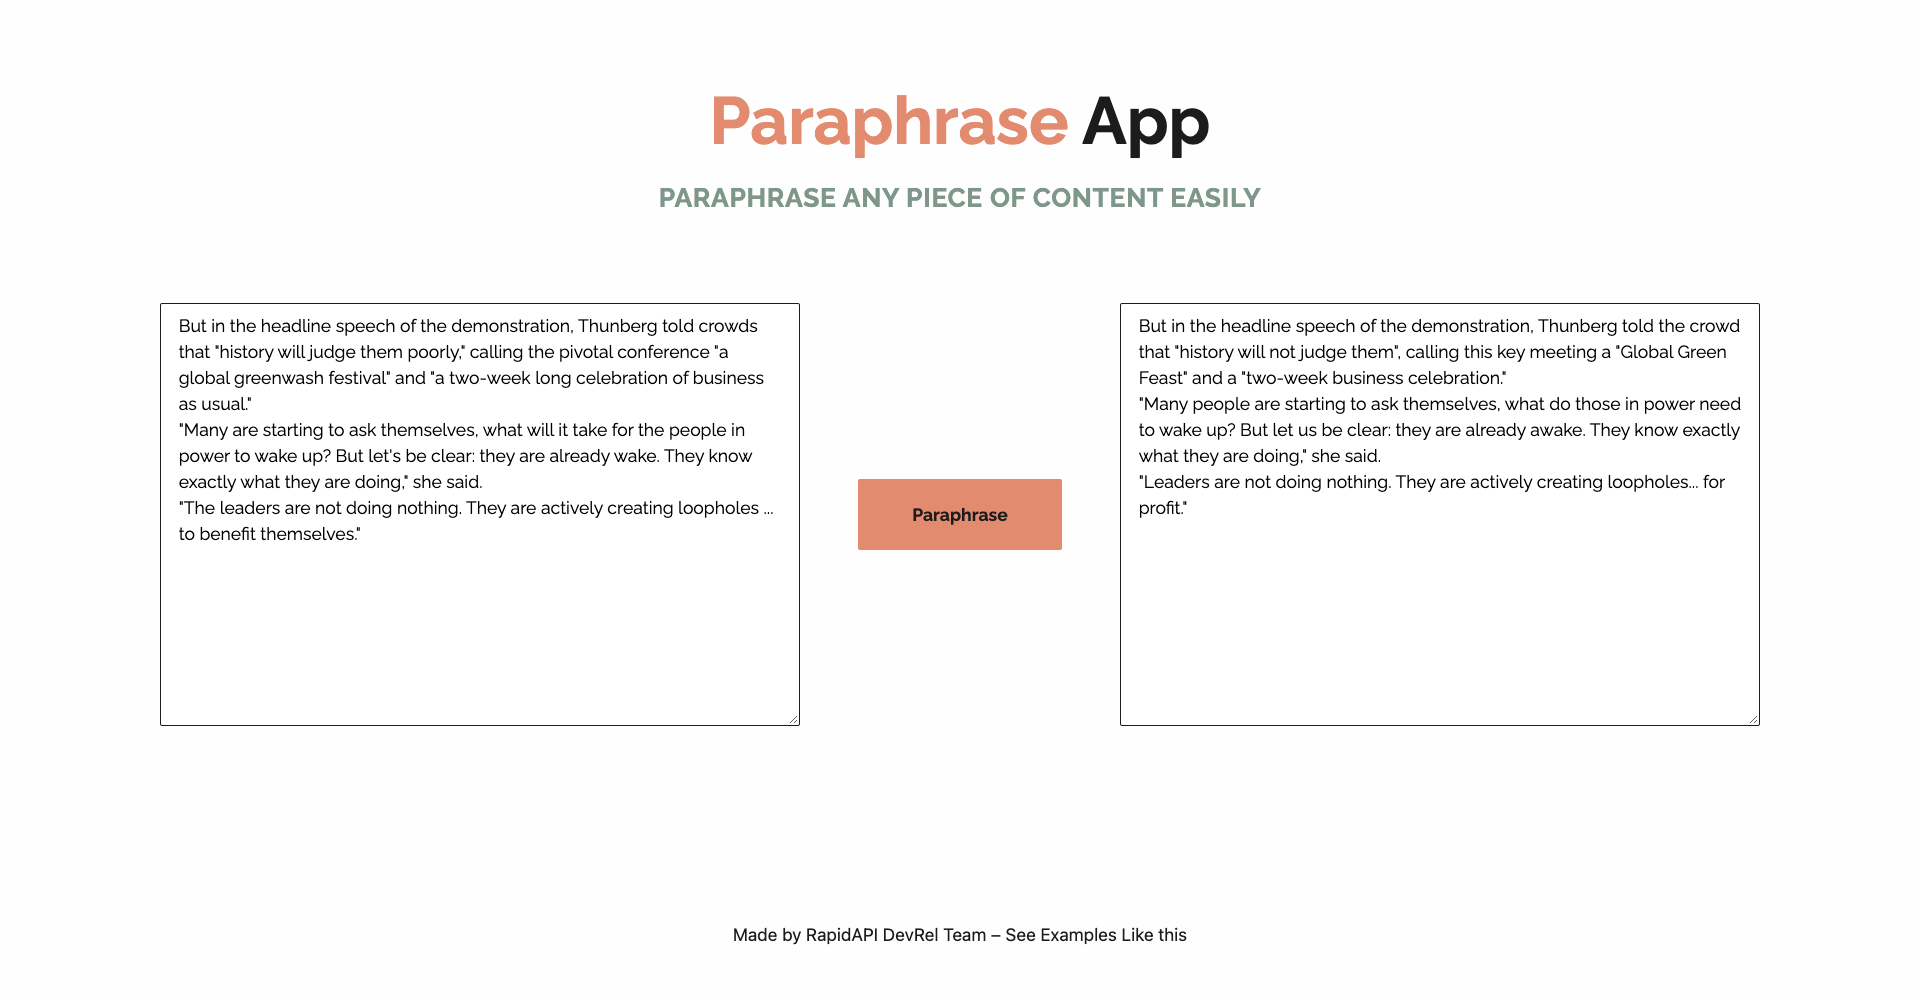 Paraphrase App
PARAPHRASE ANY PIECE OF CONTENT EASILY
But in the headline speech of the demonstration, Thunberg told crowds
that "history will judge them poorly," calling the pivotal conference "a
global greenwash festival" and "a two-week long celebration of business
as usual."
"Many are starting to ask themselves, what will it take for the people in
power to wake up? But let's be clear: they are already wake. They know
exactly what they are doing," she said.
"The leaders are not doing nothing. They are actively creating loopholes ...
to benefit themselves."
Paraphrase
But in the headline speech of the demonstration, Thunberg told the crowd
that "history will not judge them", calling this key meeting a "Global Green
Feast" and a "two-week business celebration."
"Many people are starting to ask themselves, what do those in power need
to wake up? But let us be clear: they are already awake. They know exactly
what they are doing," she said.
"Leaders are not doing nothing. They are actively creating loopholes... for
profit."
Made by RapidAPI DevRel Team – See Examples Like this